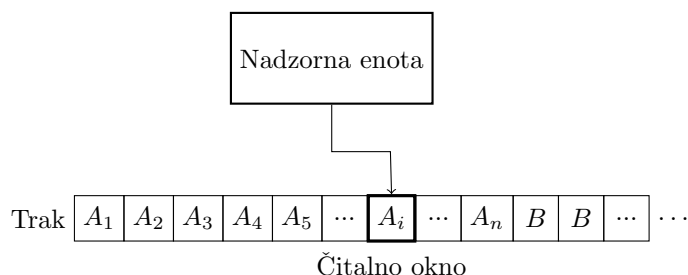 Nadzorna enota
Trak A₁ A₂ A₃ A₄ A₅ ... Aᵢ ... Aₙ B B ... ...
Čitalno okno